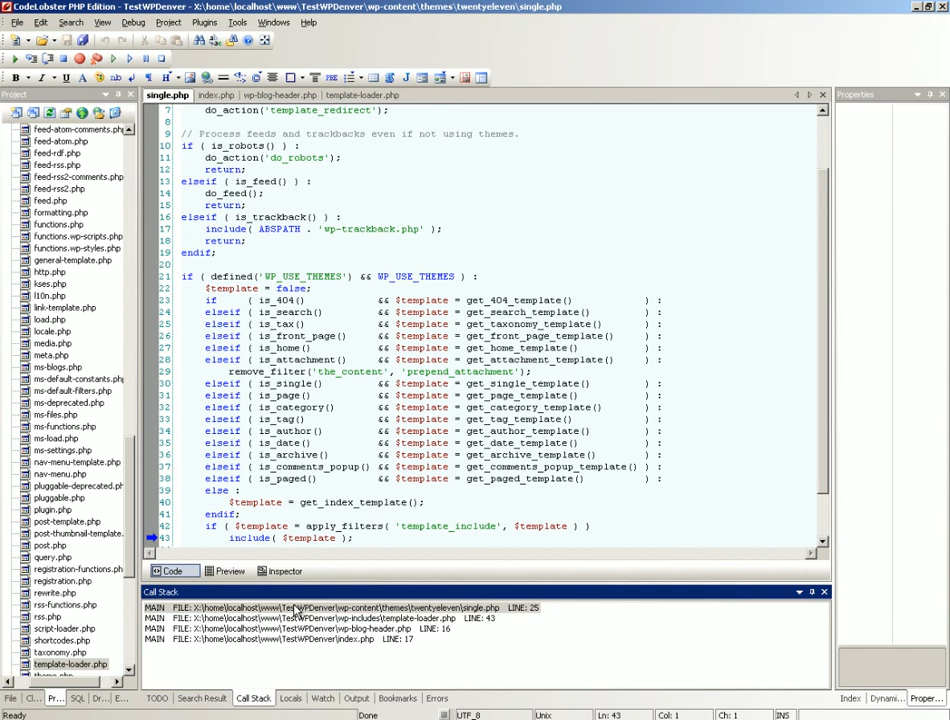 CodeLobster PHP Edition - TestWPDenver - X:\home\localhost\www\TestWPDenver\wp-content\themes\twentyeleven\single.php
File Edit Search View Debug Project Plugins Tools Windows Help
Project
single.php index.php wp-blog-header.php template-loader.php
Properties
feed-atom-comments.php
feed-atom.php
feed-rdf.php
feed-rss.php
feed-rss2-comments.php
feed-rss2.php
feed.php
formatting.php
functions.php
functions.wp-scripts.php
functions.wp-styles.php
general-template.php
http.php
kses.php
l10n.php
link-template.php
load.php
locale.php
media.php
meta.php
ms-blogs.php
ms-default-constants.php
ms-default-filters.php
ms-deprecated.php
ms-files.php
ms-functions.php
ms-load.php
ms-settings.php
nav-menu-template.php
nav-menu.php
pluggable-deprecated.ph
pluggable.php
plugin.php
post-template.php
post-thumbnail-template.
post.php
query.php
registration-functions.ph
registration.php
rewrite.php
rss-functions.php
rss.php
script-loader.php
shortcodes.php
taxonomy.php
template-loader.php
theme.php
7 do_action('template_redirect');
8
9 // Process feeds and trackbacks even if not using themes.
10 if ( is_robots() ) :
11 do_action('do_robots');
12 return;
13 elseif ( is_feed() ) :
14 do_feed();
15 return;
16 elseif ( is_trackback() ) :
17 include( ABSPATH . 'wp-trackback.php' );
18 return;
19 endif;
20
21 if ( defined('WP_USE_THEMES') && WP_USE_THEMES ) :
22 $template = false;
23 if ( is_404() && $template = get_404_template() ) :
24 elseif ( is_search() && $template = get_search_template() ) :
25 elseif ( is_tax() && $template = get_taxonomy_template() ) :
26 elseif ( is_front_page() && $template = get_front_page_template() ) :
27 elseif ( is_home() && $template = get_home_template() ) :
28 elseif ( is_attachment() && $template = get_attachment_template() ) :
29 remove_filter('the_content', 'prepend_attachment');
30 elseif ( is_single() && $template = get_single_template() ) :
31 elseif ( is_page() && $template = get_page_template() ) :
32 elseif ( is_category() && $template = get_category_template() ) :
33 elseif ( is_tag() && $template = get_tag_template() ) :
34 elseif ( is_author() && $template = get_author_template() ) :
35 elseif ( is_date() && $template = get_date_template() ) :
36 elseif ( is_archive() && $template = get_archive_template() ) :
37 elseif ( is_comments_popup() && $template = get_comments_popup_template() ) :
38 elseif ( is_paged() && $template = get_paged_template() ) :
39 else :
40 $template = get_index_template();
41 endif;
42 if ( $template = apply_filters( 'template_include', $template ) )
43 include( $template );
Code Preview Inspector
Call Stack
MAIN FILE: X:\home\localhost\www\TestWPDenver\wp-content\themes\twentyeleven\single.php LINE: 25
MAIN FILE: X:\home\localhost\www\TestWPDenver\wp-includes\template-loader.php LINE: 43
MAIN FILE: X:\home\localhost\www\TestWPDenver\wp-blog-header.php LINE: 16
MAIN FILE: X:\home\localhost\www\TestWPDenver\index.php LINE: 17
File Cl... Pr... SQL Dr... E... TODO Search Result Call Stack Locals Watch Output Bookmarks Errors Index Dynami... Proper...
Ready Done UTF_8 Unix Ln: 43 Col: 1 Ch: 1